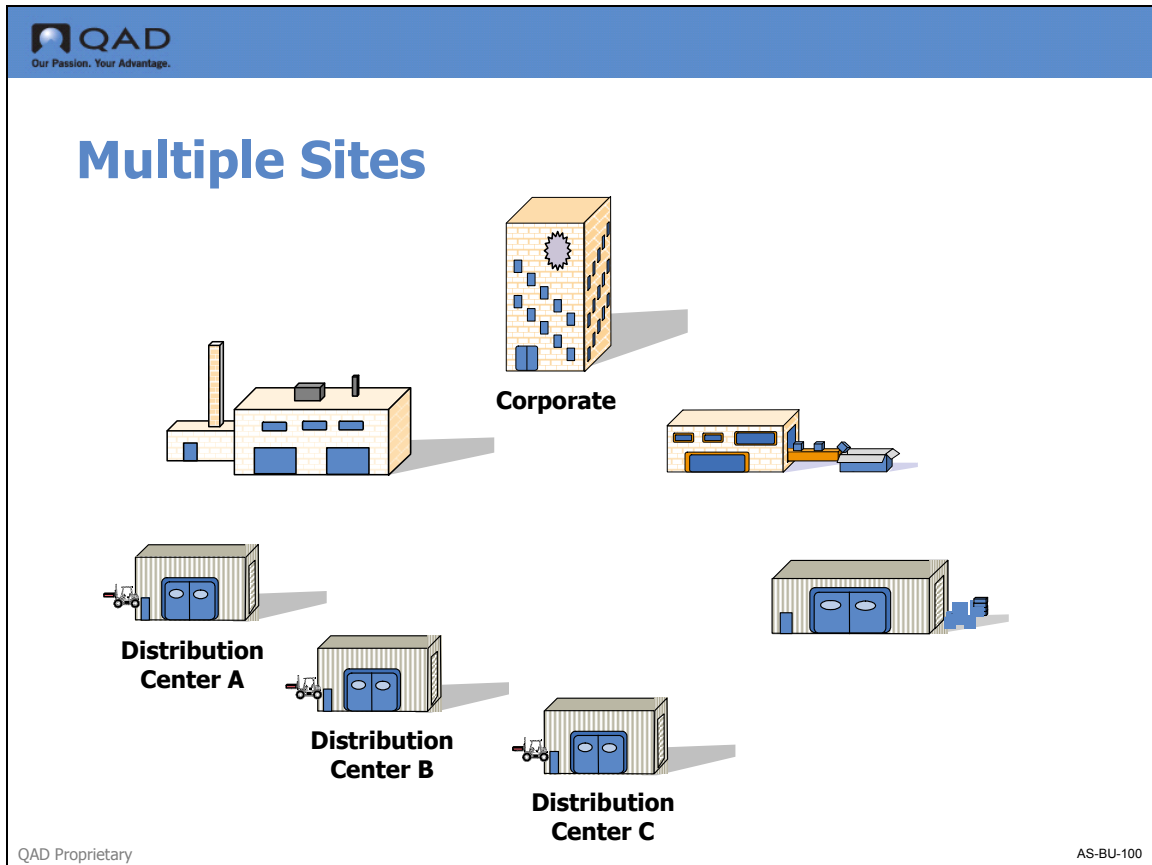 QAD
Our Passion. Your Advantage.
Multiple Sites
Corporate
Distribution
Center A
Distribution
Center B
Distribution
Center C
QAD Proprietary
AS-BU-100